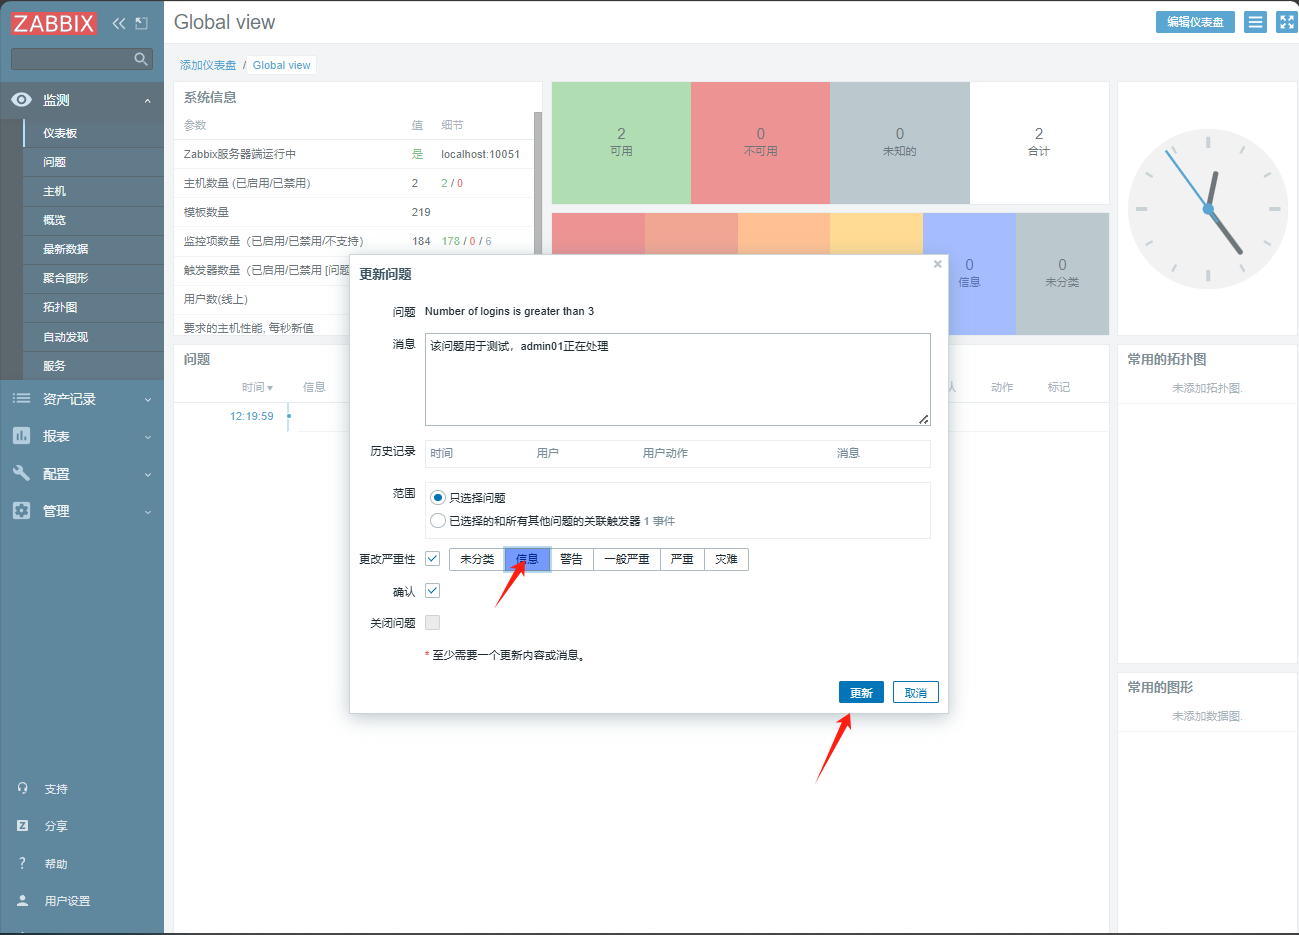 ZABBIX
Global view
编辑仪表盘
添加仪表盘 / Global view
监测
仪表板
问题
主机
概览
最新数据
聚合图形
拓扑图
自动发现
服务
资产记录
报表
配置
管理
支持
分享
帮助
用户设置
系统信息
参数 值 细节
Zabbix服务器端运行中 是 localhost:10051
主机数量 (已启用/已禁用) 2 2 / 0
模板数量 219
监控项数量（已启用/已禁用/不支持） 184 178 / 0 / 6
触发器数量（已启用/已禁用 [问题
用户数(线上)
要求的主机性能, 每秒新值
2
可用
0
不可用
0
未知的
2
合计
0
信息
0
未分类
问题
时间 信息
动作 标记
12:19:59
更新问题
问题 Number of logins is greater than 3
消息 该问题用于测试，admin01正在处理
历史记录 时间 用户 用户动作 消息
范围 只选择问题
已选择的和所有其他问题的关联触发器 1 事件
更改严重性 未分类 信息 警告 一般严重 严重 灾难
确认
关闭问题
* 至少需要一个更新内容或消息。
更新 取消
常用的拓扑图
未添加拓扑图.
常用的图形
未添加数据图.